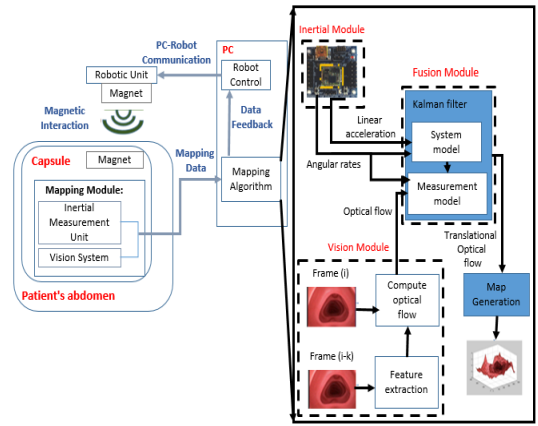 PC-Robot
Communication
PC
Robotic Unit
Magnet
Robot
Control
Magnetic
Interaction
Data
Feedback
Mapping
Data
Mapping
Algorithm
Capsule
Magnet
Mapping Module:
Inertial
Measurement
Unit
Vision System
Patient's abdomen
Inertial Module
Fusion Module
Kalman filter
Linear
acceleration
System
model
Angular rates
Measurement
model
Optical flow
Translational
Optical
flow
Vision Module
Frame (i)
Compute
optical
flow
Map
Generation
Frame (i-k)
Feature
extraction